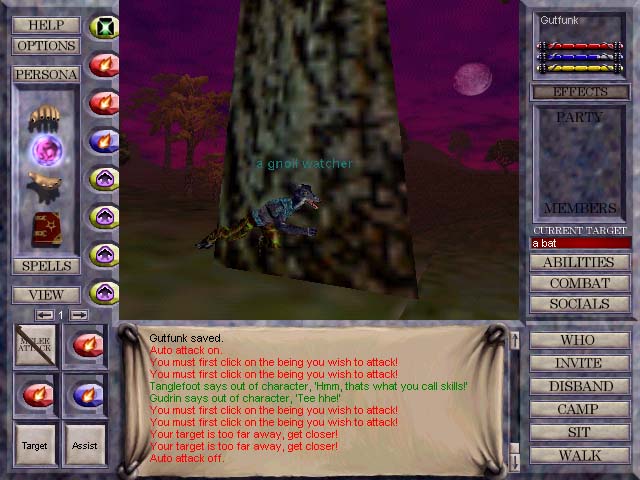 HELP
OPTIONS
PERSONA
SPELLS
VIEW
1
MELEE
ATTACK
Target
Assist
a gnoll watcher
Gutfunk
EFFECTS
PARTY
MEMBERS
CURRENT TARGET
a bat
ABILITIES
COMBAT
SOCIALS
WHO
INVITE
DISBAND
CAMP
SIT
WALK
Gutfunk saved.
Auto attack on.
You must first click on the being you wish to attack!
You must first click on the being you wish to attack!
Tanglefoot says out of character, 'Hmm, thats what you call skills!'
Gudrin says out of character, 'Tee hhe!'
You must first click on the being you wish to attack!
You must first click on the being you wish to attack!
Your target is too far away, get closer!
Your target is too far away, get closer!
Auto attack off.